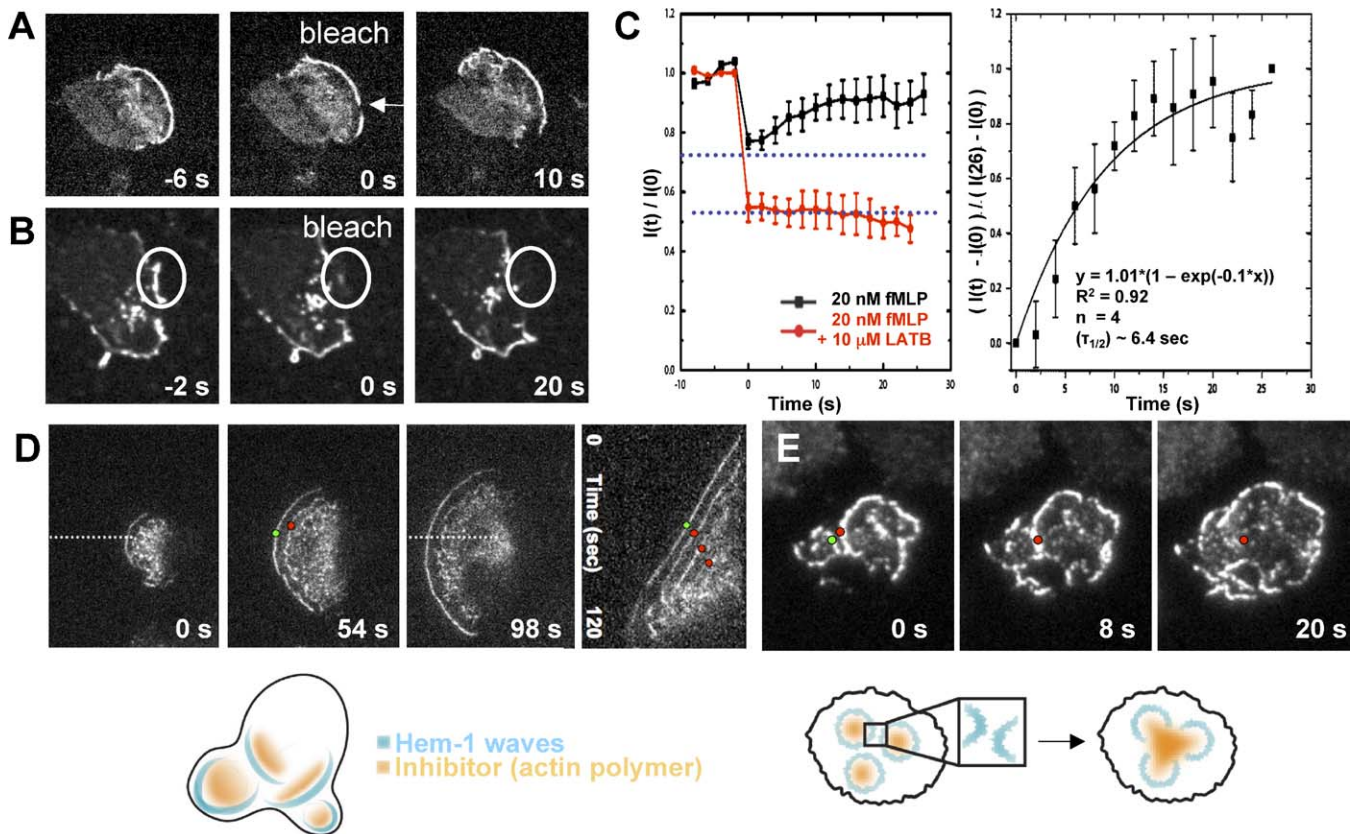 A
-6 s
bleach
0 s
10 s
B
-2 s
bleach
0 s
20 s
C
I(t) / I(0)
1.2
1.0
0.8
0.6
0.4
0.2
0.0
-10 0 10 20 30
Time (s)
20 nM fMLP
20 nM fMLP
+ 10 μM LATB
( I(t) - I(0) ) / ( I(26) - I(0) )
1.2
1.0
0.8
0.6
0.4
0.2
0.0
0 5 10 15 20 25 30
Time (s)
y = 1.01*(1 – exp(-0.1*x))
R² = 0.92
n = 4
(τ1/2) ~ 6.4 sec
D
0 s
54 s
98 s
0 Time (sec) 120
E
0 s
8 s
20 s
Hem-1 waves
Inhibitor (actin polymer)